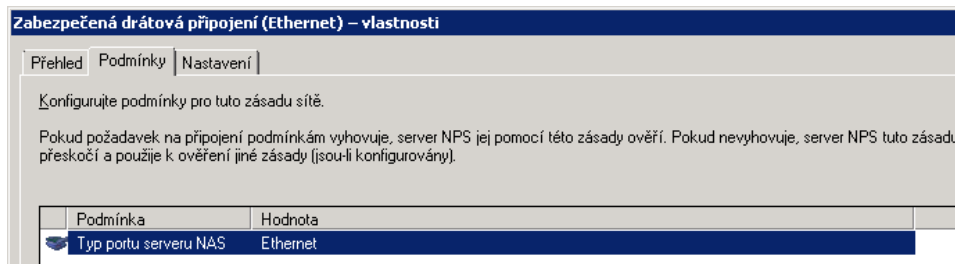 Zabezpečená drátová připojení (Ethernet) – vlastnosti
Přehled Podmínky Nastavení
Konfigurujte podmínky pro tuto zásadu sítě.
Pokud požadavek na připojení podmínkám vyhovuje, server NPS jej pomocí této zásady ověří. Pokud nevyhovuje, server NPS tuto zásadu
přeskočí a použije k ověření jiné zásady (jsou-li konfigurovány).
Podmínka Hodnota
Typ portu serveru NAS Ethernet